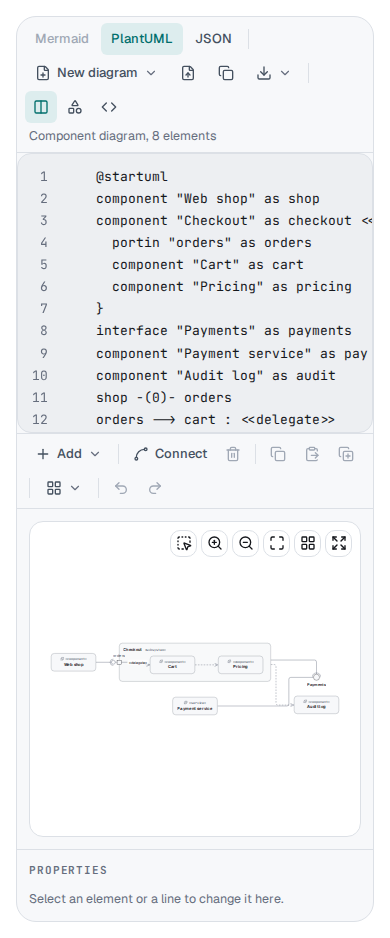 Mermaid PlantUML JSON
New diagram
Component diagram, 8 elements
1 @startuml
2 component "Web shop" as shop
3 component "Checkout" as checkout <<
4 portin "orders" as orders
5 component "Cart" as cart
6 component "Pricing" as pricing
7 }
8 interface "Payments" as payments
9 component "Payment service" as pay
10 component "Audit log" as audit
11 shop -(0)- orders
12 orders --> cart : <<delegate>>
Add Connect
Checkout
Web shop
Cart
Pricing
Payments
Payment service
Audit log
PROPERTIES
Select an element or a line to change it here.